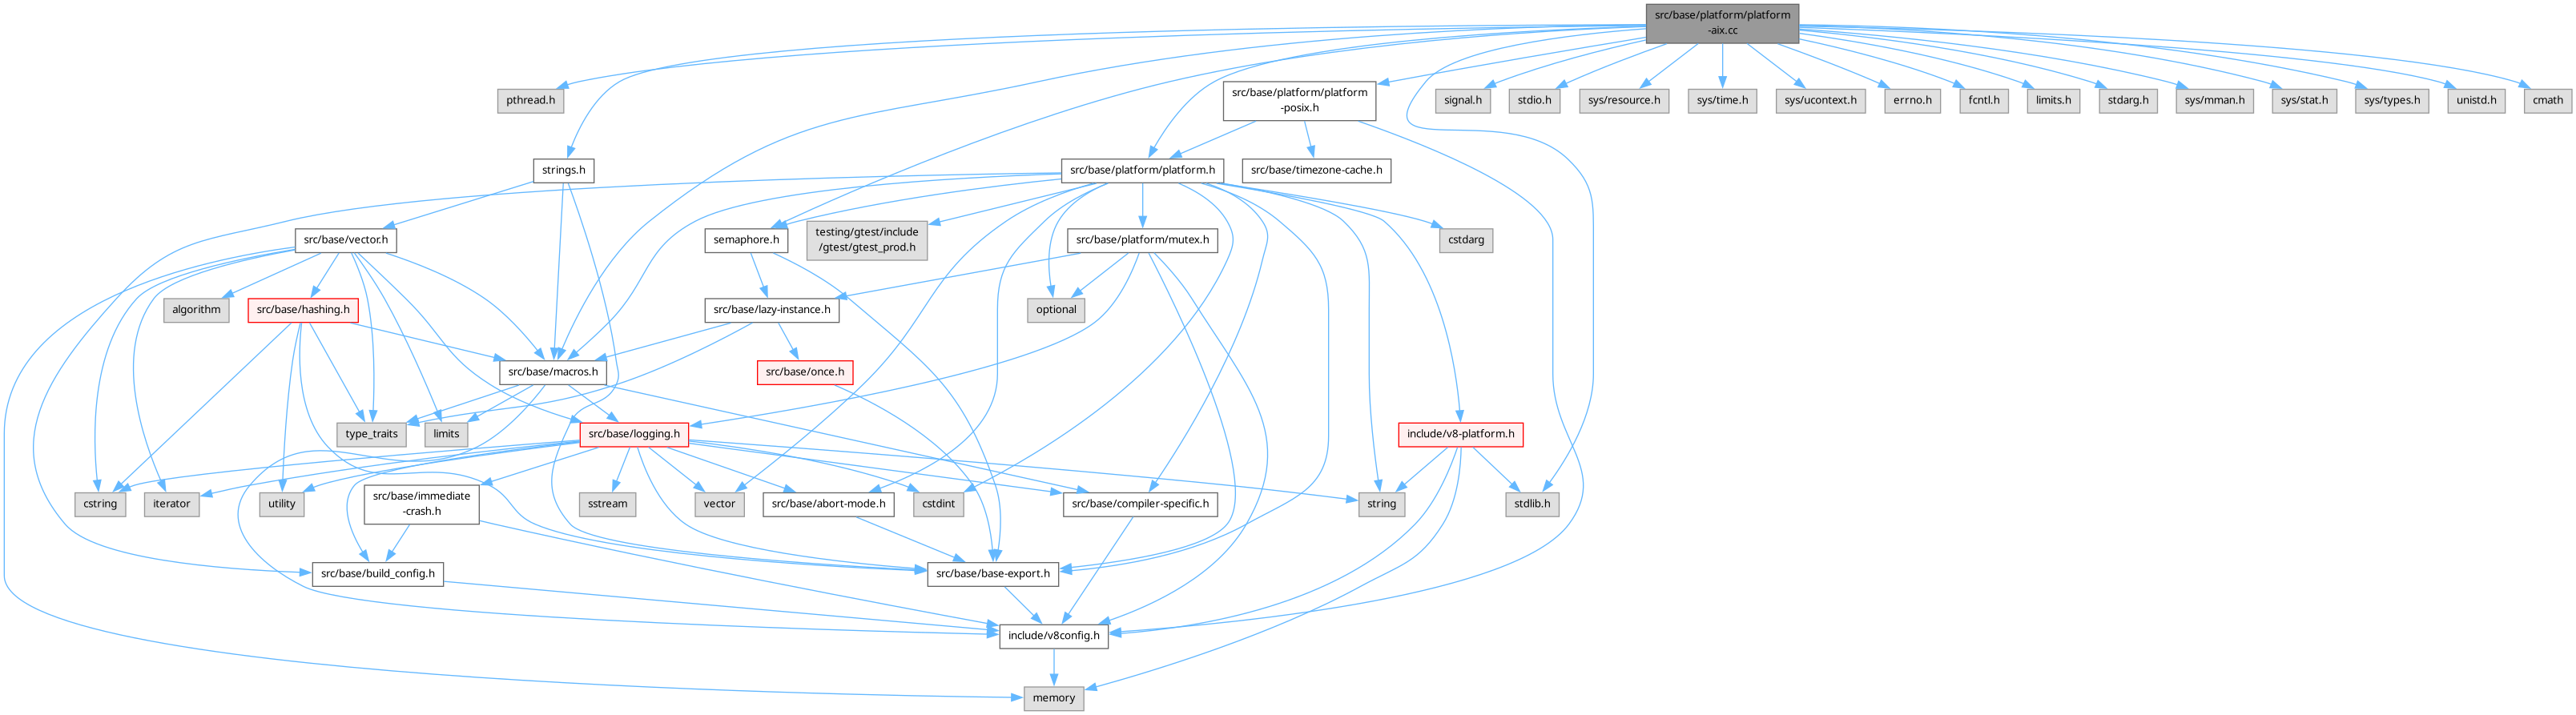 src/base/platform/platform
-aix.cc
pthread.h
src/base/platform/platform
-posix.h
signal.h
stdio.h
sys/resource.h
sys/time.h
sys/ucontext.h
errno.h
fcntl.h
limits.h
stdarg.h
sys/mman.h
sys/stat.h
sys/types.h
unistd.h
cmath
strings.h
src/base/platform/platform.h
src/base/timezone-cache.h
src/base/vector.h
semaphore.h
testing/gtest/include
/gtest/gtest_prod.h
src/base/platform/mutex.h
cstdarg
algorithm
src/base/hashing.h
src/base/lazy-instance.h
optional
src/base/macros.h
src/base/once.h
type_traits
limits
src/base/logging.h
include/v8-platform.h
cstring
iterator
utility
src/base/immediate
-crash.h
sstream
vector
src/base/abort-mode.h
cstdint
src/base/compiler-specific.h
string
stdlib.h
src/base/build_config.h
src/base/base-export.h
include/v8config.h
memory